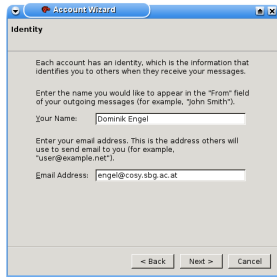 Account Wizard
Identity
Each account has an identity, which is the information that
identifies you to others when they receive your messages.
Enter the name you would like to appear in the "From" field
of your outgoing messages (for example, "John Smith").
Your Name: Dominik Engel
Enter your email address. This is the address others will
use to send email to you (for example,
"user@example.net").
Email Address: engel@cosy.sbg.ac.at
< Back Next > Cancel